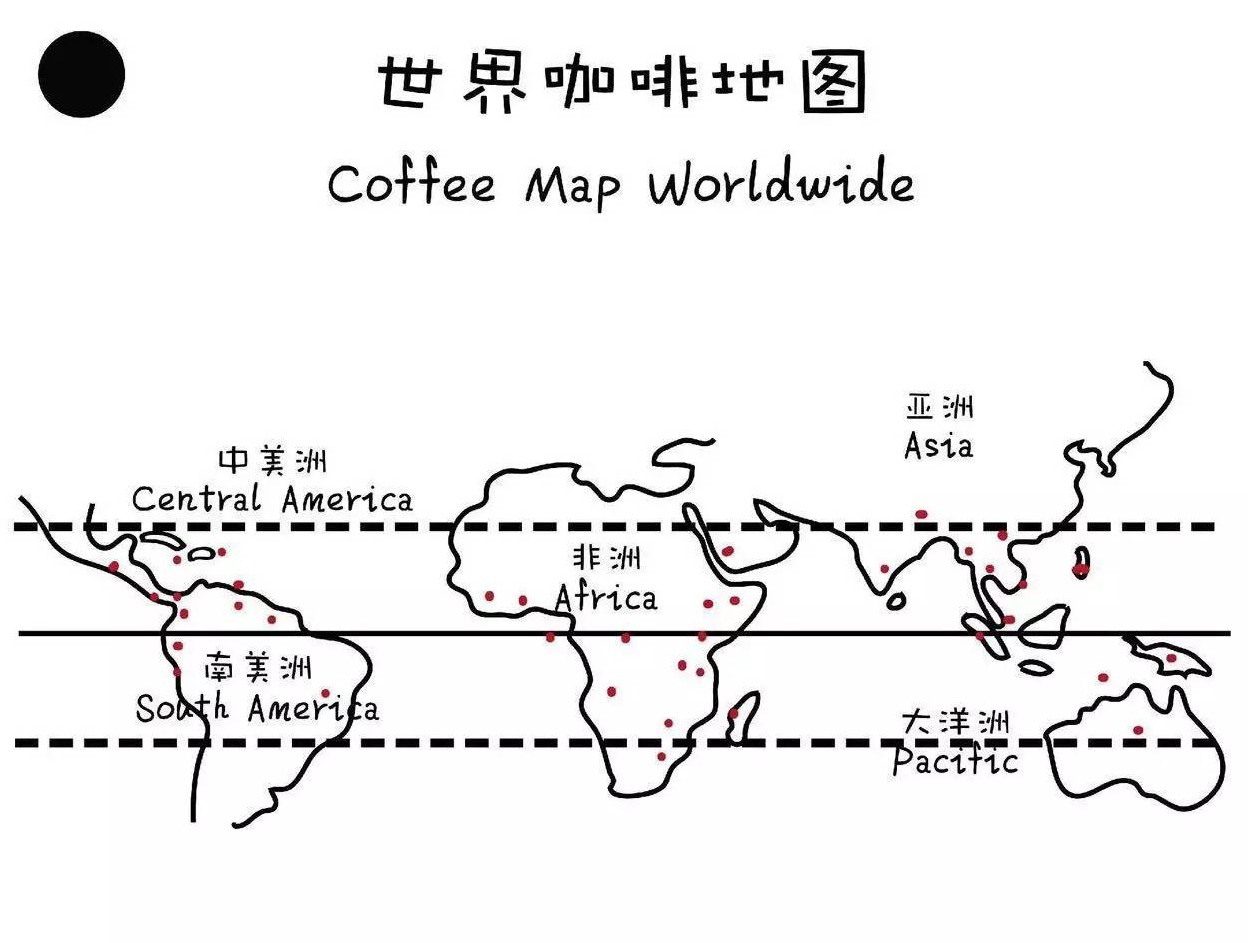 世界咖啡地图
Coffee Map Worldwide
亚洲
Asia
中美洲
Central America
非洲
Africa
南美洲
South America
大洋洲
Pacific